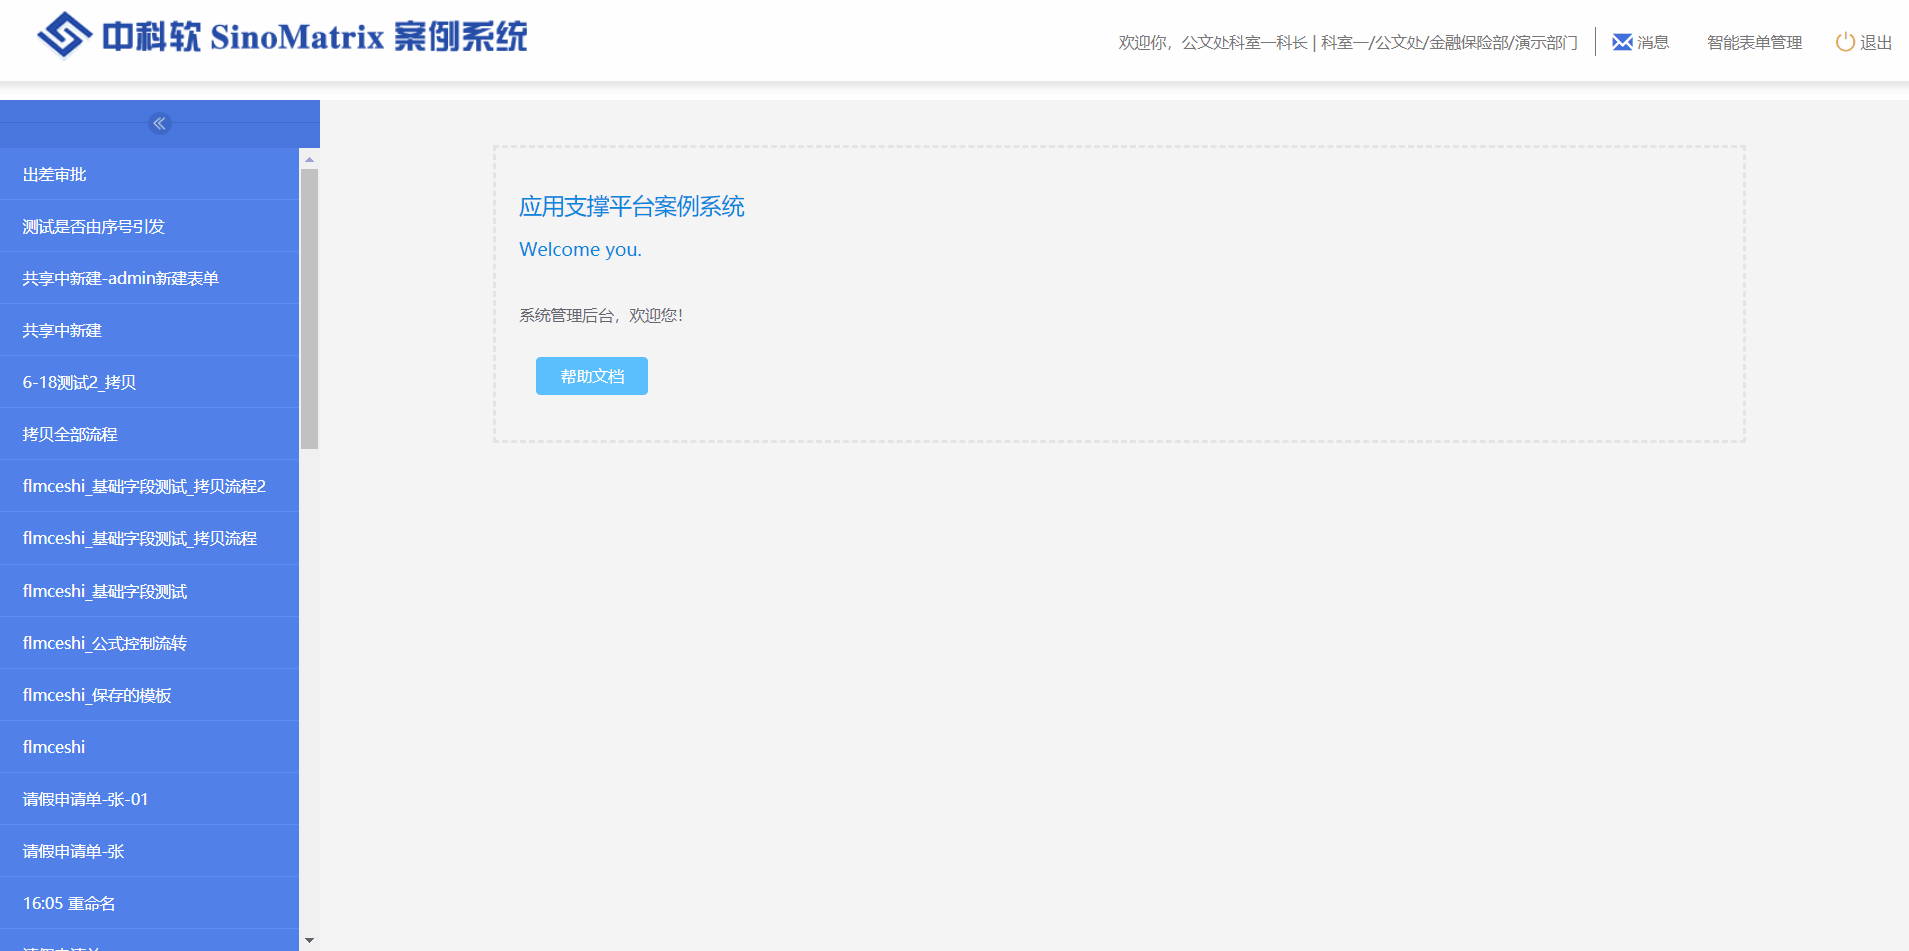 中科软 SinoMatrix 案例系统
欢迎你，公文处科室一科长 | 科室一/公文处/金融保险部/演示部门
消息
智能表单管理
退出
出差审批
测试是否由序号引发
共享中新建-admin新建表单
共享中新建
6-18测试2_拷贝
拷贝全部流程
flmceshi_基础字段测试_拷贝流程2
flmceshi_基础字段测试_拷贝流程
flmceshi_基础字段测试
flmceshi_公式控制流转
flmceshi_保存的模板
flmceshi
请假申请单-张-01
请假申请单-张
16:05 重命名
应用支撑平台案例系统
Welcome you.
系统管理后台，欢迎您！
帮助文档